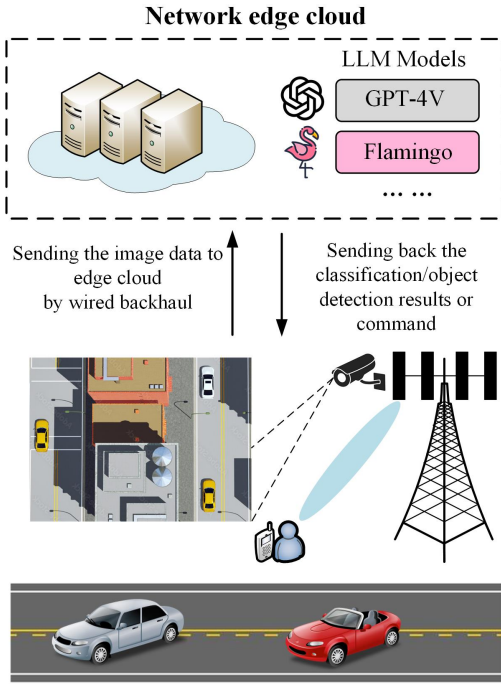 Network edge cloud
LLM Models
GPT-4V
Flamingo
... ...
Sending the image data to
edge cloud
by wired backhaul
Sending back the
classification/object
detection results or
command